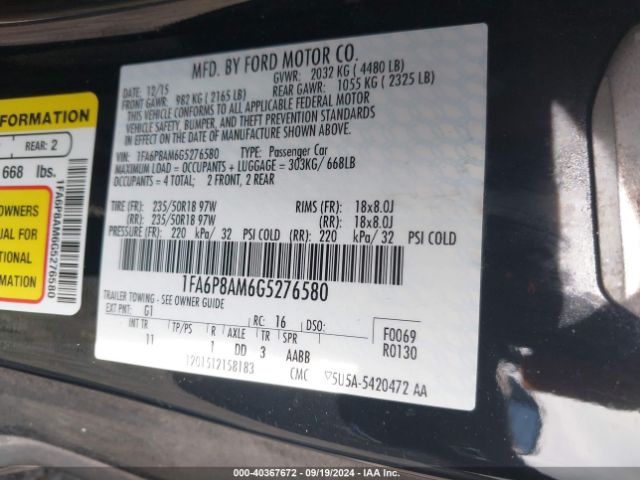 MFD. BY FORD MOTOR CO.
12/15
GVWR: 2032 KG ( 4480 LB)
FRONT GAWR: 982 KG ( 2165 LB)
REAR GAWR: 1055 KG ( 2325 LB)
THIS VEHICLE CONFORMS TO ALL APPLICABLE FEDERAL MOTOR
VEHICLE SAFETY, BUMPER, AND THEFT PREVENTION STANDARDS
IN EFFECT ON THE DATE OF MANUFACTURE SHOWN ABOVE.
VIN: 1FA6P8AM6G5276580 TYPE: Passenger Car
MAXIMUM LOAD = OCCUPANTS + LUGGAGE = 303KG/ 668LB
OCCUPANTS = 4 TOTAL; 2 FRONT, 2 REAR
TIRE (FR): 235/50R18 97W RIMS (FR): 18x8.0J
(RR): 235/50R18 97W (RR): 18x8.0J
PRESSURE (FR): 220 kPa/ 32 PSI COLD (RR): 220 kPa/ 32 PSI COLD
1FA6P8AM6G5276580
TRAILER TOWING - SEE OWNER GUIDE
EXT PNT: G1 RC: 16 DSO:
F0069
R0130
INT TR TP/PS R AXLE TR SPR
11 1 DD 3 AABB
1201512158183 CMC 5U5A-5420472 AA
FORMATION
REAR: 2
668 lbs.
OWNERS
UAL FOR
TIONAL
RMATION
1FA6P8AM6G5276580
000-40367672 - 09/19/2024 - IAA Inc.